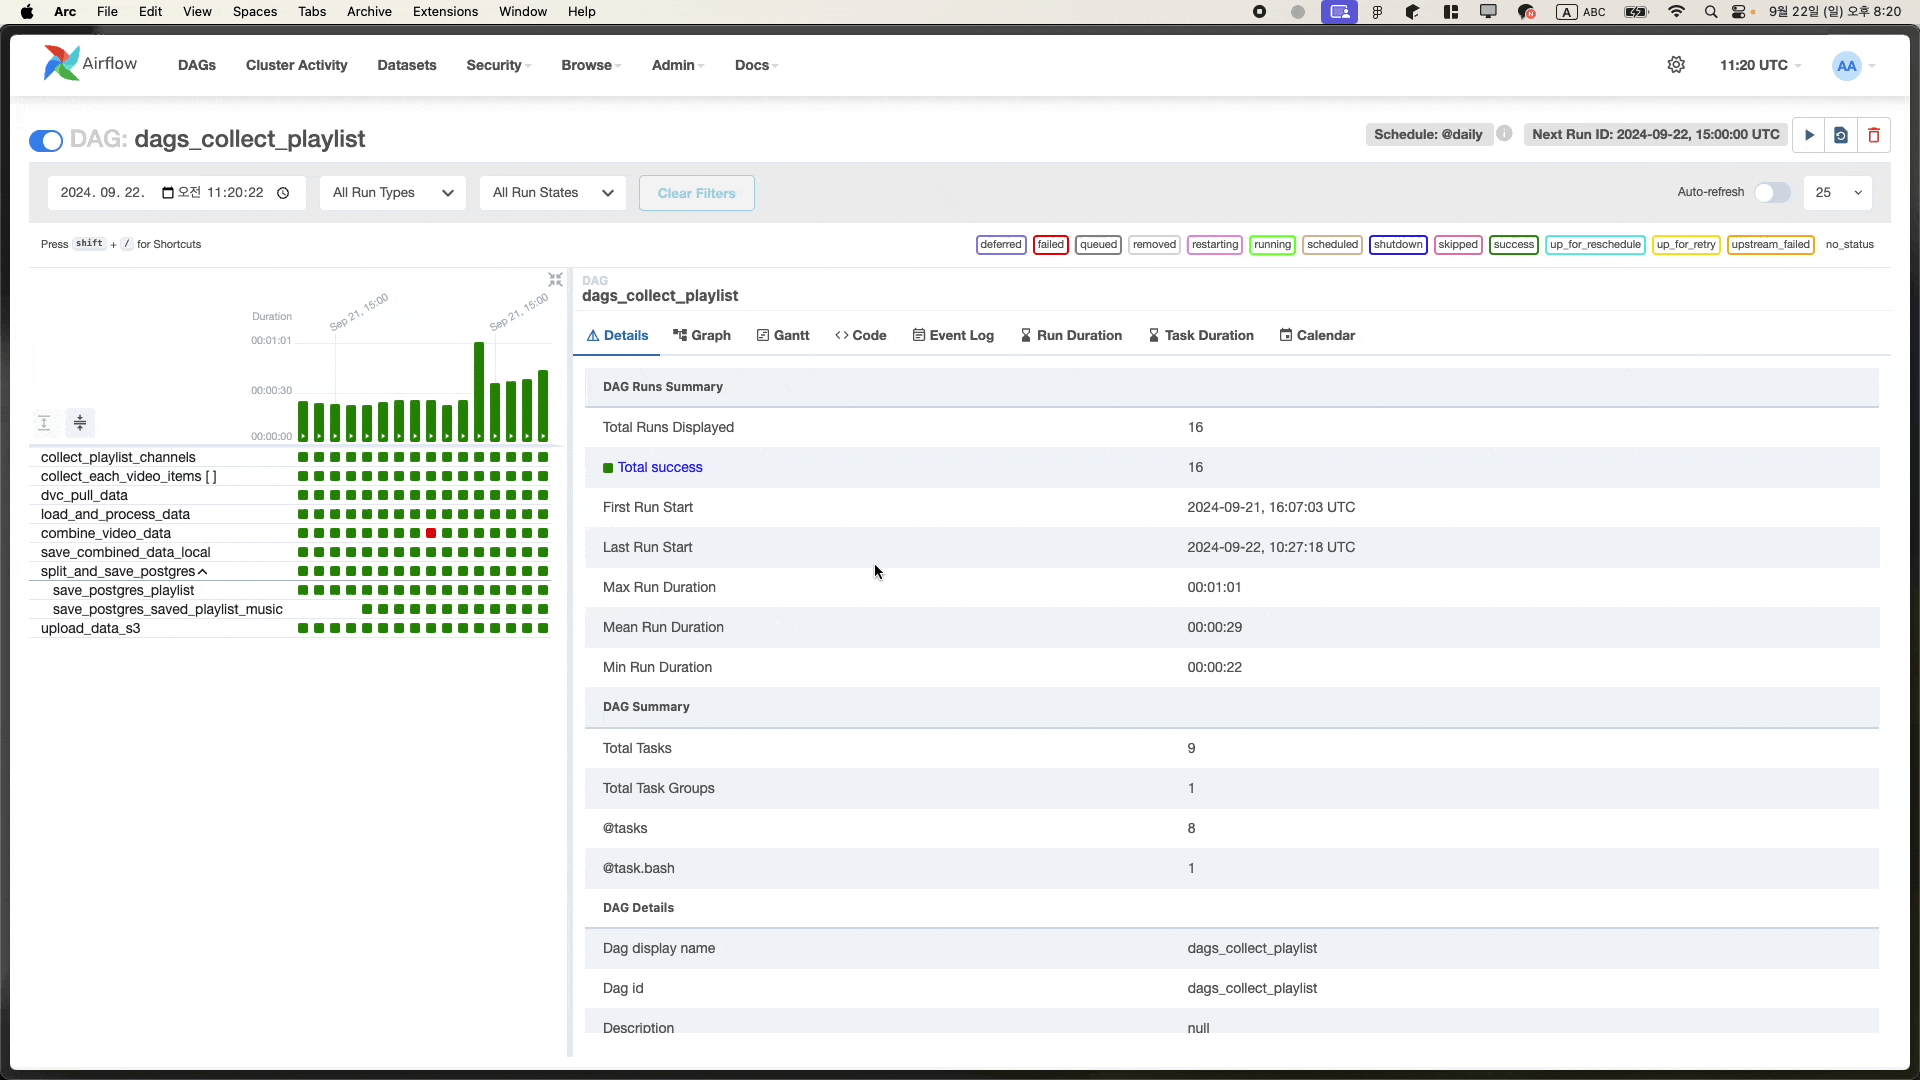 Arc File Edit View Spaces Tabs Archive Extensions Window Help A ABC 9월 22일 (일) 오후 8:20
Airflow DAGs Cluster Activity Datasets Security Browse Admin Docs 11:20 UTC AA
DAG: dags_collect_playlist Schedule: @daily Next Run ID: 2024-09-22, 15:00:00 UTC
2024. 09. 22. 오전 11:20:22 All Run Types All Run States Clear Filters Auto-refresh 25
Press shift + / for Shortcuts deferred failed queued removed restarting running scheduled shutdown skipped success up_for_reschedule up_for_retry upstream_failed no_status
Duration
Sep 21, 15:00
Sep 21, 15:00
00:01:01
00:00:30
00:00:00
collect_playlist_channels
collect_each_video_items [ ]
dvc_pull_data
load_and_process_data
combine_video_data
save_combined_data_local
split_and_save_postgres
save_postgres_playlist
save_postgres_saved_playlist_music
upload_data_s3
DAG
dags_collect_playlist
Details Graph Gantt Code Event Log Run Duration Task Duration Calendar
DAG Runs Summary
Total Runs Displayed 16
Total success 16
First Run Start 2024-09-21, 16:07:03 UTC
Last Run Start 2024-09-22, 10:27:18 UTC
Max Run Duration 00:01:01
Mean Run Duration 00:00:29
Min Run Duration 00:00:22
DAG Summary
Total Tasks 9
Total Task Groups 1
@tasks 8
@task.bash 1
DAG Details
Dag display name dags_collect_playlist
Dag id dags_collect_playlist
Description null